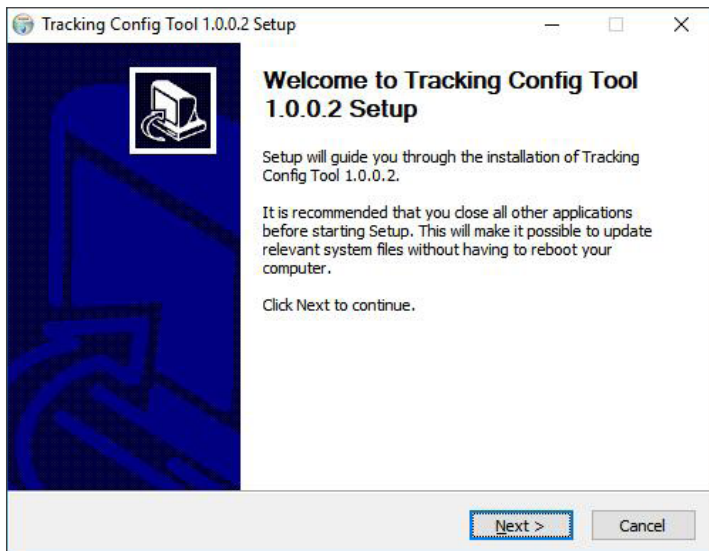 Tracking Config Tool 1.0.0.2 Setup
Welcome to Tracking Config Tool
1.0.0.2 Setup
Setup will guide you through the installation of Tracking
Config Tool 1.0.0.2.
It is recommended that you close all other applications
before starting Setup. This will make it possible to update
relevant system files without having to reboot your
computer.
Click Next to continue.
Next >
Cancel